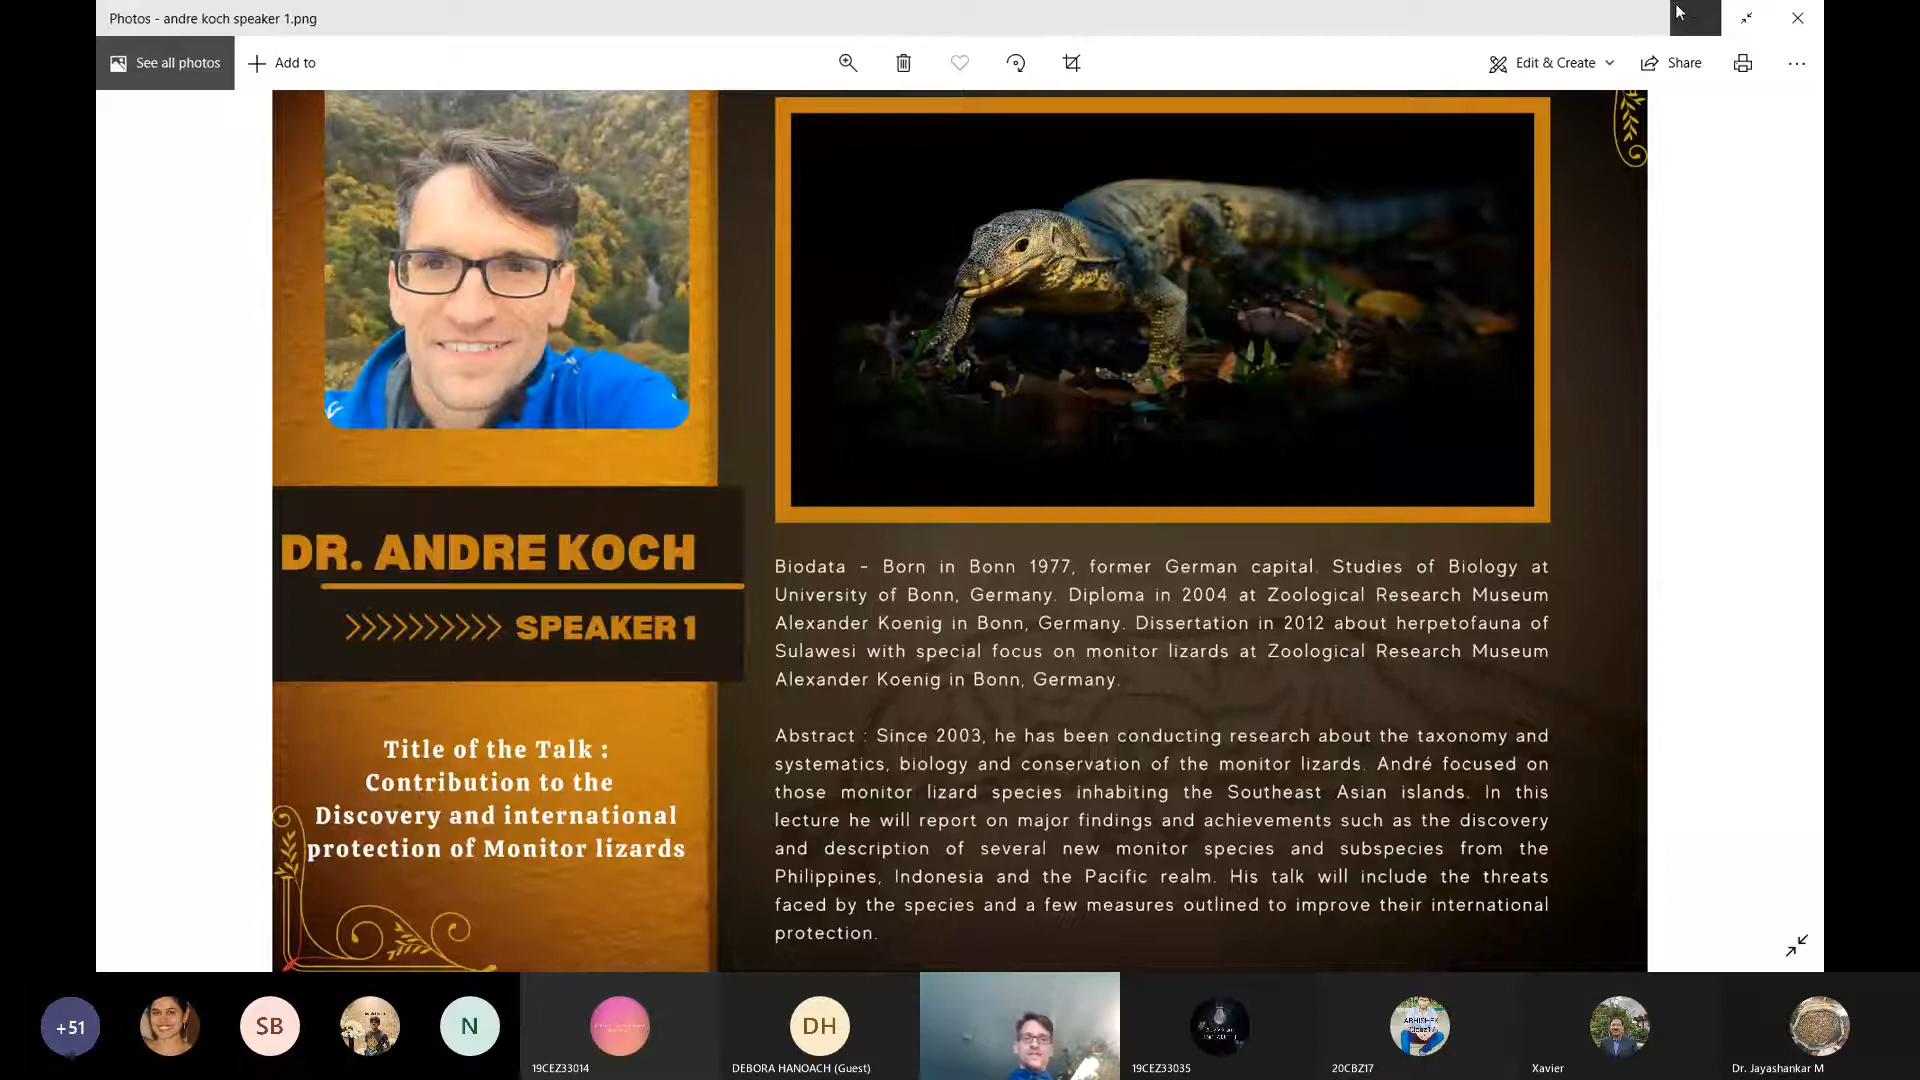 Photos - andre koch speaker 1.png
See all photos
Add to
Edit & Create
Share
DR. ANDRE KOCH
SPEAKER 1
Title of the Talk :
Contribution to the
Discovery and international
protection of Monitor lizards
Biodata - Born in Bonn 1977, former German capital. Studies of Biology at
University of Bonn, Germany. Diploma in 2004 at Zoological Research Museum
Alexander Koenig in Bonn, Germany. Dissertation in 2012 about herpetofauna of
Sulawesi with special focus on monitor lizards at Zoological Research Museum
Alexander Koenig in Bonn, Germany.
Abstract : Since 2003, he has been conducting research about the taxonomy and
systematics, biology and conservation of the monitor lizards. André focused on
those monitor lizard species inhabiting the Southeast Asian islands. In this
lecture he will report on major findings and achievements such as the discovery
and description of several new monitor species and subspecies from the
Philippines, Indonesia and the Pacific realm. His talk will include the threats
faced by the species and a few measures outlined to improve their international
protection.
+51
SB
N
DH
ABHISHEK
20cbz17
19CEZ33014
DEBORA HANOACH (Guest)
19CEZ33035
20CBZ17
Xavier
Dr. Jayashankar M